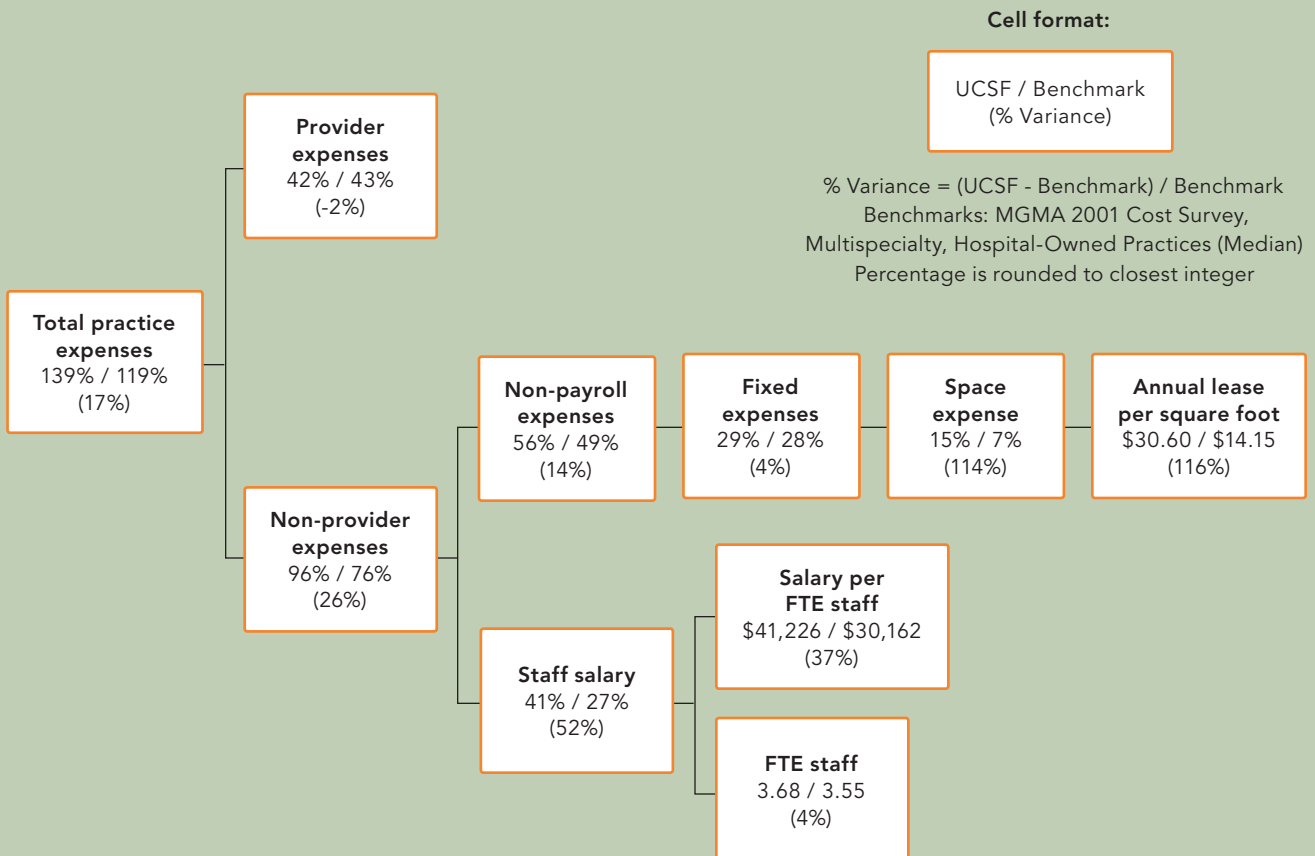 Cell format:
UCSF / Benchmark
(% Variance)
% Variance = (UCSF - Benchmark) / Benchmark
Benchmarks: MGMA 2001 Cost Survey,
Multispecialty, Hospital-Owned Practices (Median)
Percentage is rounded to closest integer
Provider
expenses
42% / 43%
(-2%)
Total practice
expenses
139% / 119%
(17%)
Non-provider
expenses
96% / 76%
(26%)
Non-payroll
expenses
56% / 49%
(14%)
Fixed
expenses
29% / 28%
(4%)
Space
expense
15% / 7%
(114%)
Annual lease
per square foot
$30.60 / $14.15
(116%)
Staff salary
41% / 27%
(52%)
Salary per
FTE staff
$41,226 / $30,162
(37%)
FTE staff
3.68 / 3.55
(4%)